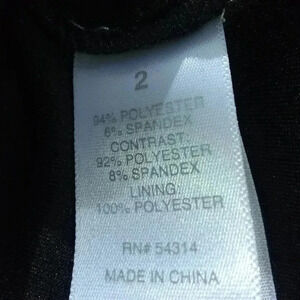 2
94% POLYESTER
6% SPANDEX
CONTRAST:
92% POLYESTER
8% SPANDEX
LINING:
100% POLYESTER
RN# 54314
MADE IN CHINA